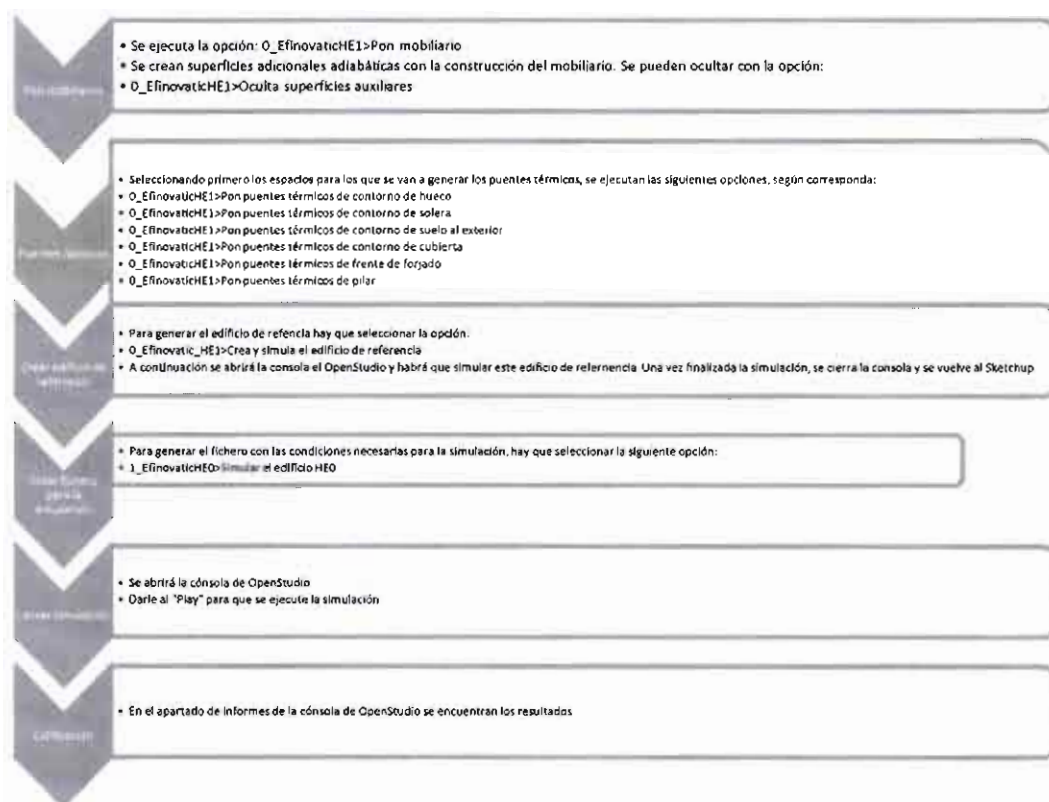 • Se ejecuta la opción: 0_EfinovaticHE1>Pon mobiliario
• Se crean superficies adicionales adiabáticas con la construcción del mobiliario. Se pueden ocultar con la opción:
• 0_EfinovaticHE1>Oculta superficies auxiliares
• Seleccionando primero los espacios para los que se van a generar los puentes térmicos, se ejecutan las siguientes opciones, según corresponda:
• 0_EfinovaticHE1>Pon puentes térmicos de contorno de hueco
• 0_EfinovaticHE1>Pon puentes térmicos de contorno de solera
• 0_EfinovaticHE1>Pon puentes térmicos de contorno de suelo al exterior
• 0_EfinovaticHE1>Pon puentes térmicos de contorno de cubierta
• 0_EfinovaticHE1>Pon puentes térmicos de frente de forjado
• 0_EfinovaticHE1>Pon puentes térmicos de pilar
• Para generar el edificio de refencia hay que seleccionar la opción:
• 0_Efinovatic_HE1>Crea y simula el edificio de referencia
• A continuación se abrirá la consola el OpenStudio y habrá que simular este edificio de relernencia Una vez finalizada la simulación, se cierra la consola y se vuelve al Sketchup
• Para generar el fichero con las condiciones necesarias para la simulación, hay que seleccionar la siguiente opción:
• 1_EfinovaticHE0>Simular el edificio HE0
• Se abrirá la cónsola de OpenStudio
• Darle al "Play" para que se ejecute la simulación
• En el apartado de informes de la cónsola de OpenStudio se encuentran los resultados